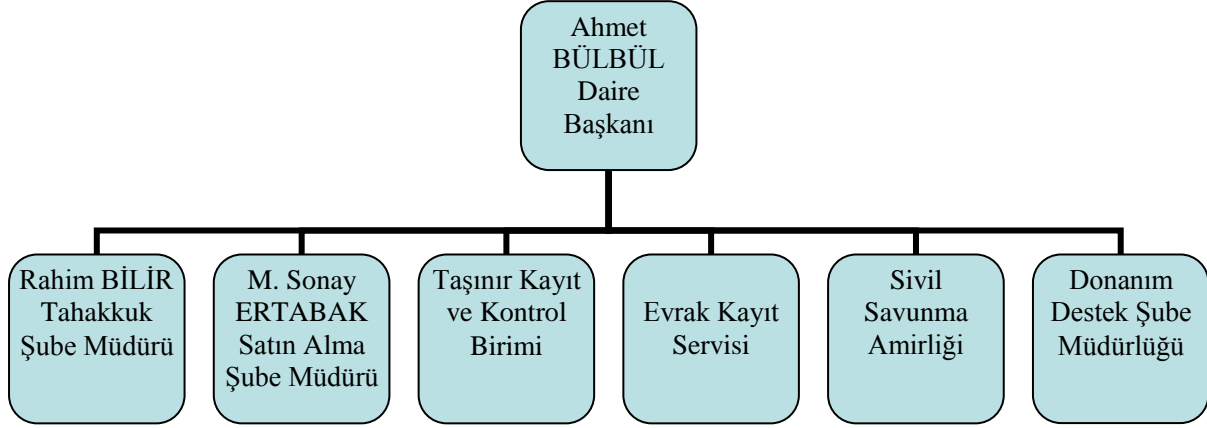 Ahmet
BÜLBÜL
Daire
Başkanı
Rahim BİLİR
Tahakkuk
Şube Müdürü
M. Sonay
ERTABAK
Satın Alma
Şube Müdürü
Taşınır Kayıt
ve Kontrol
Birimi
Evrak Kayıt
Servisi
Sivil
Savunma
Amirliği
Donanım
Destek Şube
Müdürlüğü